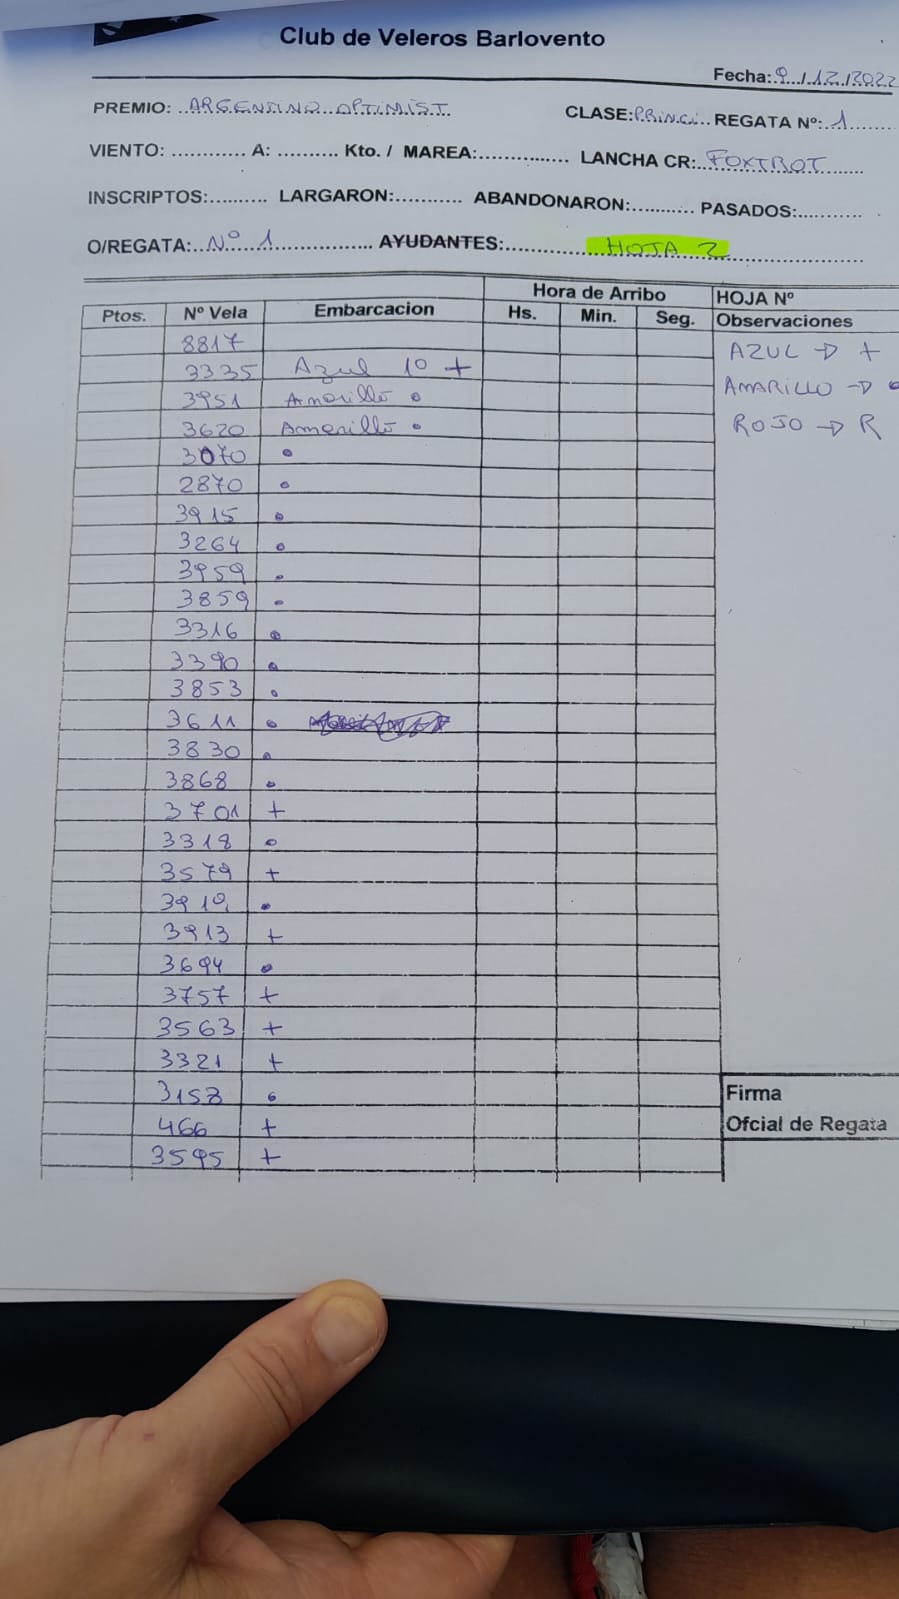 Club de Veleros Barlovento
Fecha: 9/12/2022
PREMIO: ARGENTINO OPTIMIST CLASE: PRINCI REGATA Nº: 1
VIENTO: ............ A: .......... Kto. / MAREA: ............... LANCHA CR: FOXTROT
INSCRIPTOS:.......... LARGARON:........... ABANDONARON:........... PASADOS:...........
O/REGATA: Nº 1 AYUDANTES: HOJA 2
Ptos. Nº Vela Embarcacion Hora de Arribo HOJA Nº
Hs. Min. Seg. Observaciones
8817 AZUL → +
3335 Azul 1º +
3951 Amarillo • AMARILLO → •
3620 Amarillo • ROJO → R
3070 •
2870 •
3915 •
3264 •
3959 •
3859 •
3316 •
3390 •
3853 •
3611 •
3830 •
3868 •
3701 +
3318 •
3579 +
3919 •
3913 +
3694 •
3757 +
3563 +
3321 +
3158 • Firma
466 + Ofcial de Regata
3595 +